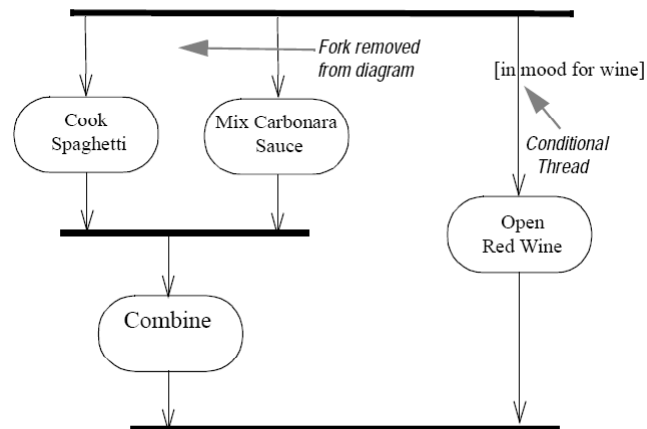 Fork removed
from diagram
[in mood for wine]
Cook
Spaghetti
Mix Carbonara
Sauce
Conditional
Thread
Open
Red Wine
Combine